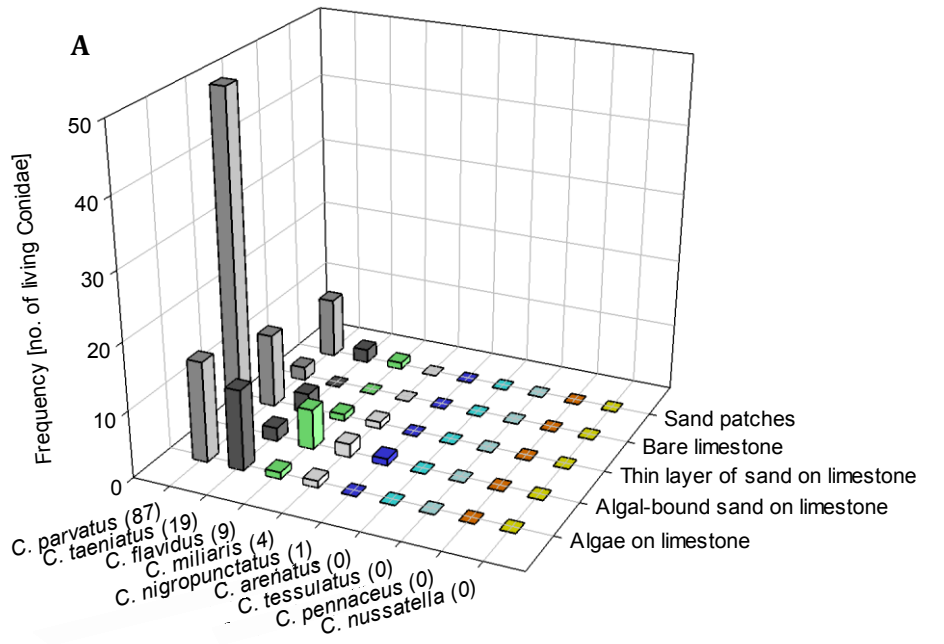 A
Frequency [no. of living Conidae]
50
40
30
20
10
0
C. parvatus (87)
C. taeniatus (19)
C. flavidus (9)
C. miliaris (4)
C. nigropunctatus (1)
C. arenatus (0)
C. tessulatus (0)
C. pennaceus (0)
C. nussatella (0)
Sand patches
Bare limestone
Thin layer of sand on limestone
Algal-bound sand on limestone
Algae on limestone